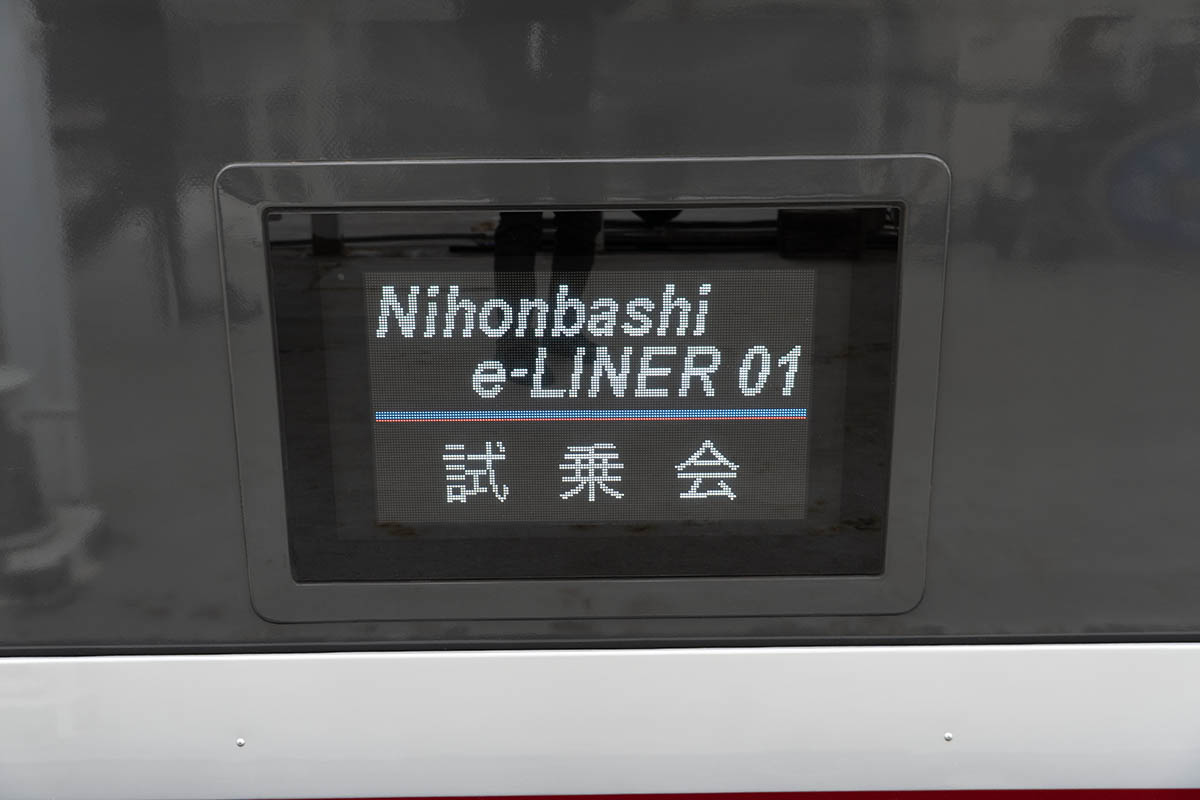 Nihonbashi
e-LINER 01
試乗会